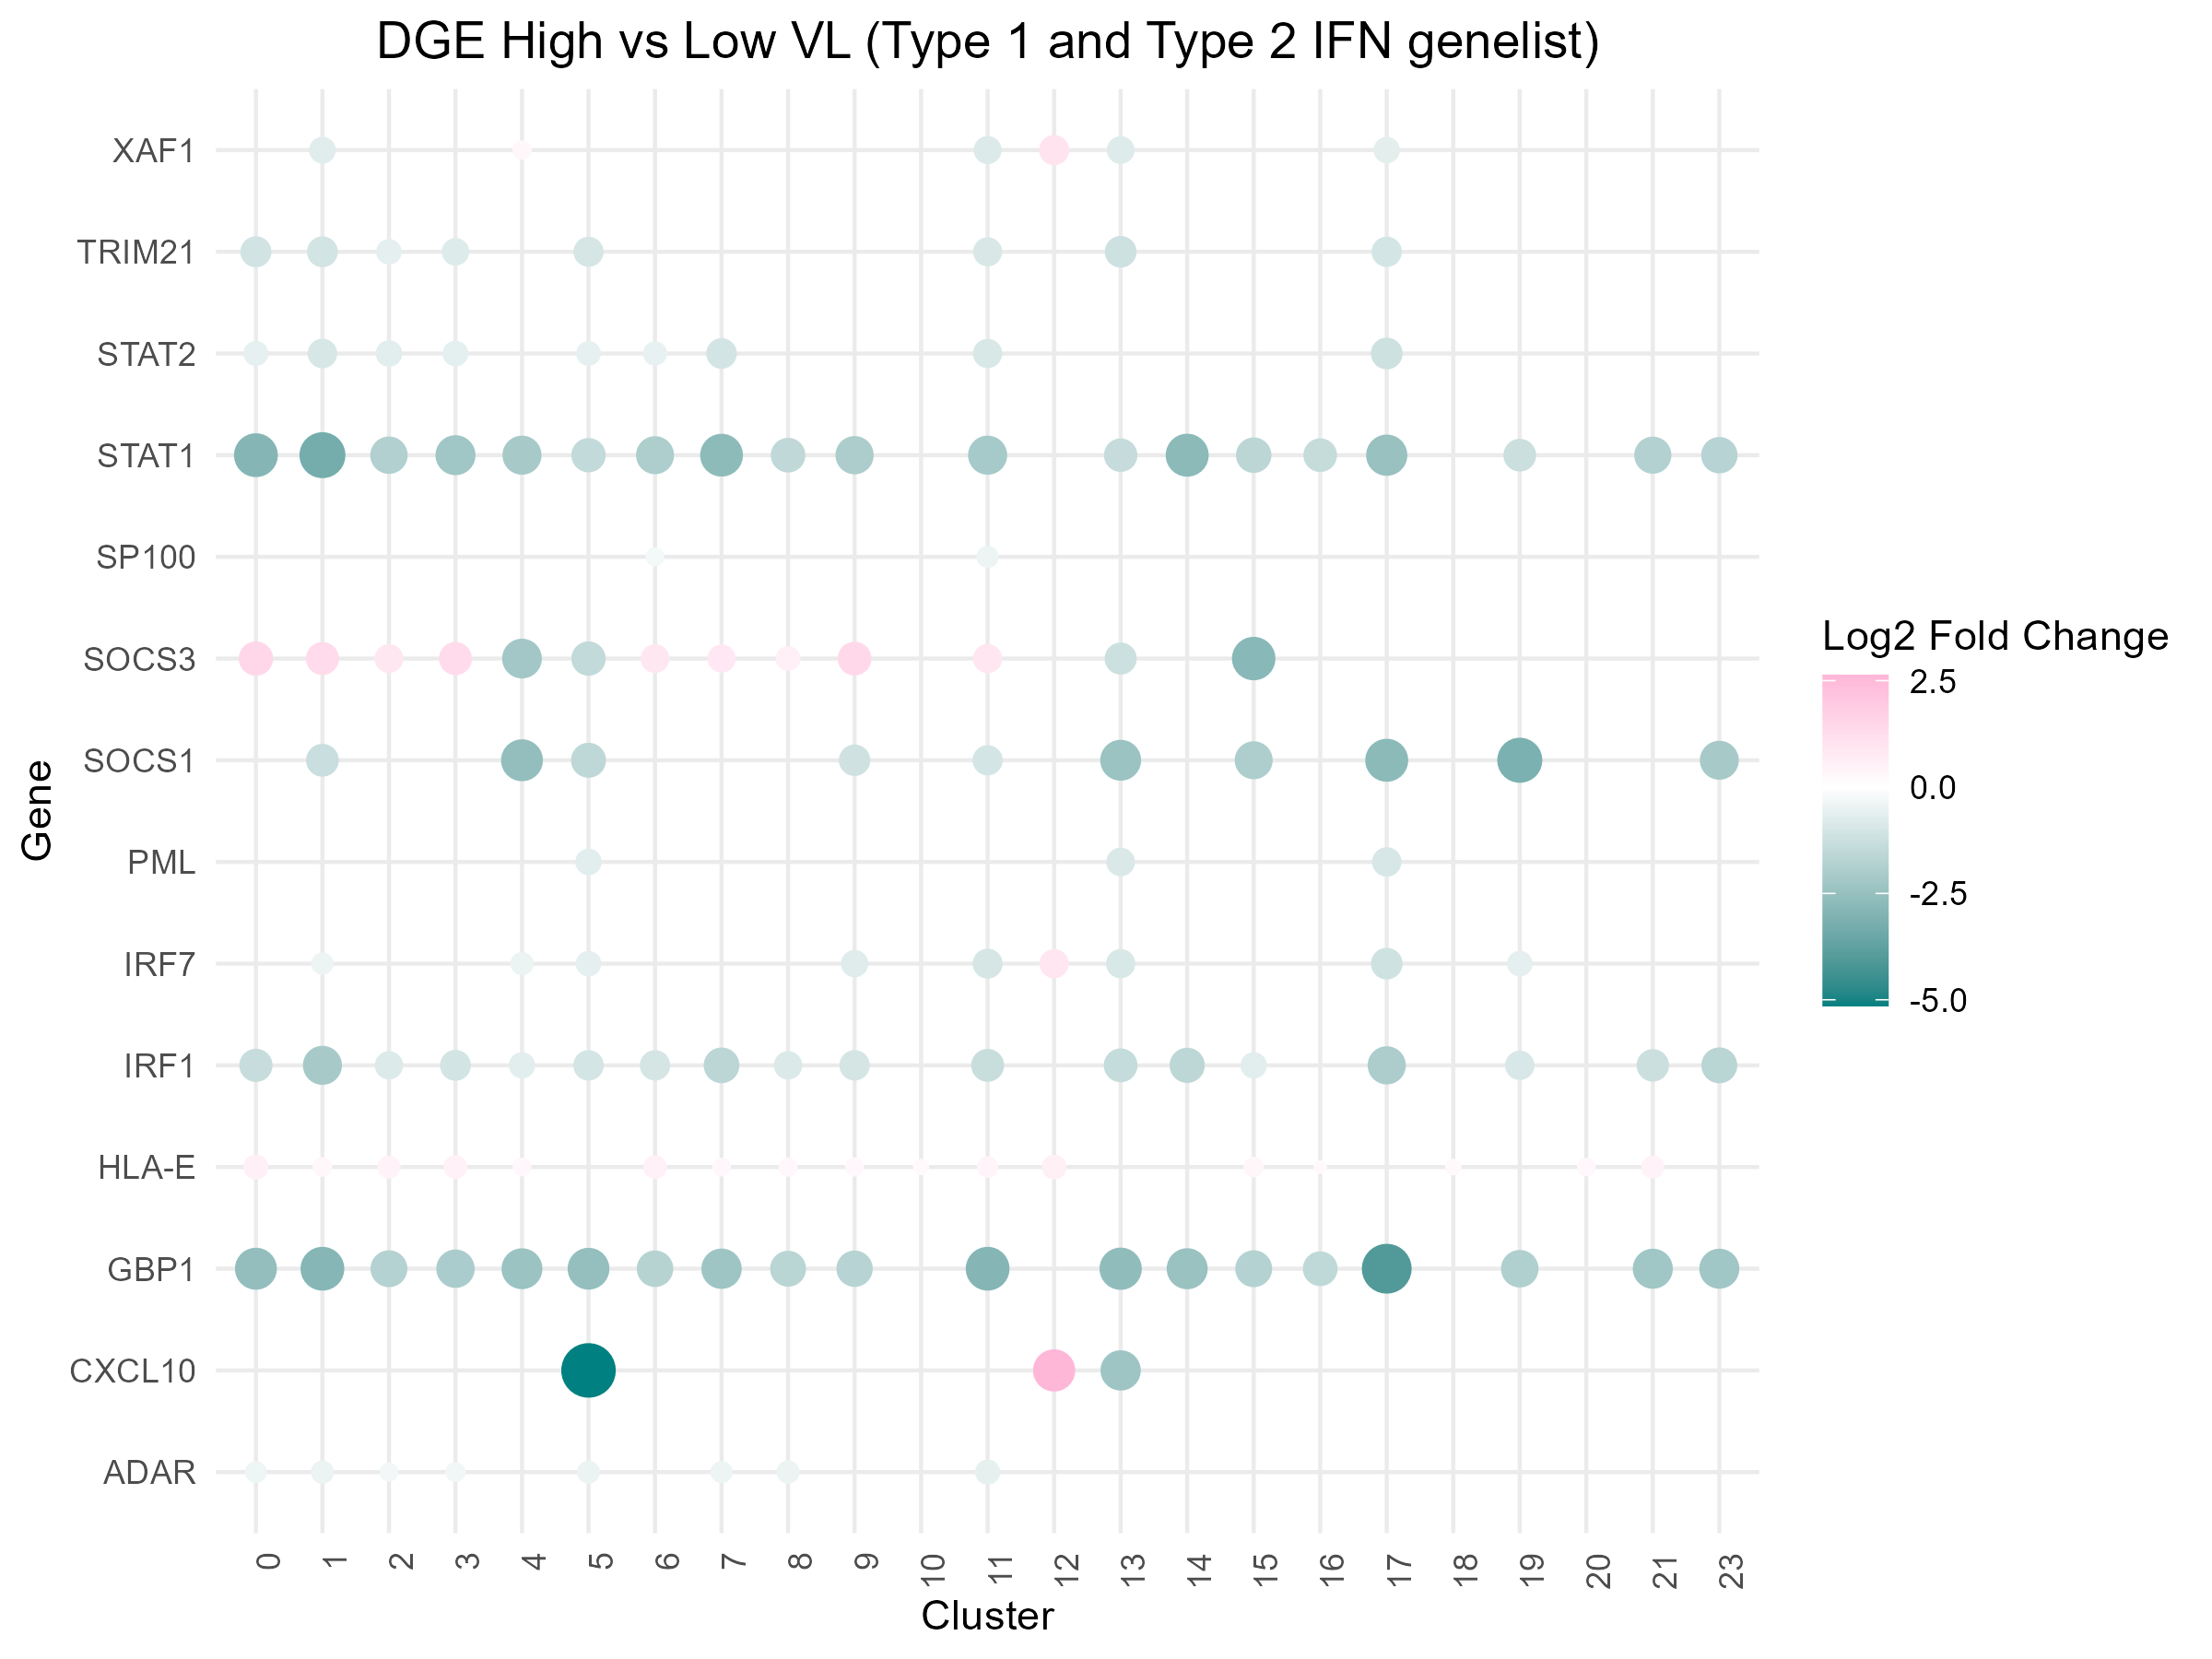 DGE High vs Low VL (Type 1 and Type 2 IFN genelist)
Gene
XAF1
TRIM21
STAT2
STAT1
SP100
SOCS3
SOCS1
PML
IRF7
IRF1
HLA-E
GBP1
CXCL10
ADAR
0 1 2 3 4 5 6 7 8 9 10 11 12 13 14 15 16 17 18 19 20 21 23
Cluster
Log2 Fold Change
2.5
0.0
-2.5
-5.0